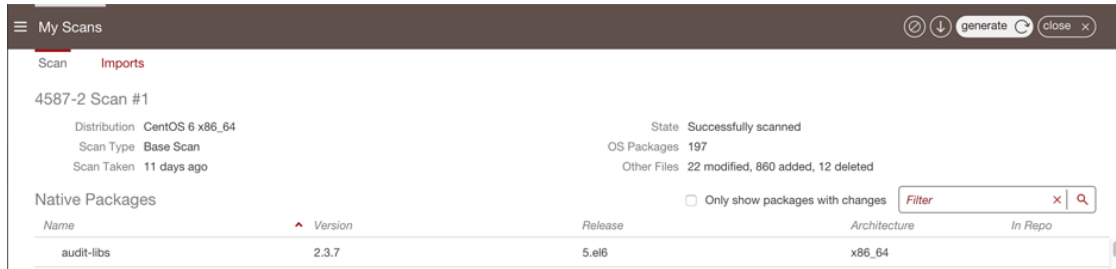 My Scans generate close
Scan Imports
4587-2 Scan #1
Distribution CentOS 6 x86_64 State Successfully scanned
Scan Type Base Scan OS Packages 197
Scan Taken 11 days ago Other Files 22 modified, 860 added, 12 deleted
Native Packages Only show packages with changes Filter
Name Version Release Architecture In Repo
audit-libs 2.3.7 5.el6 x86_64